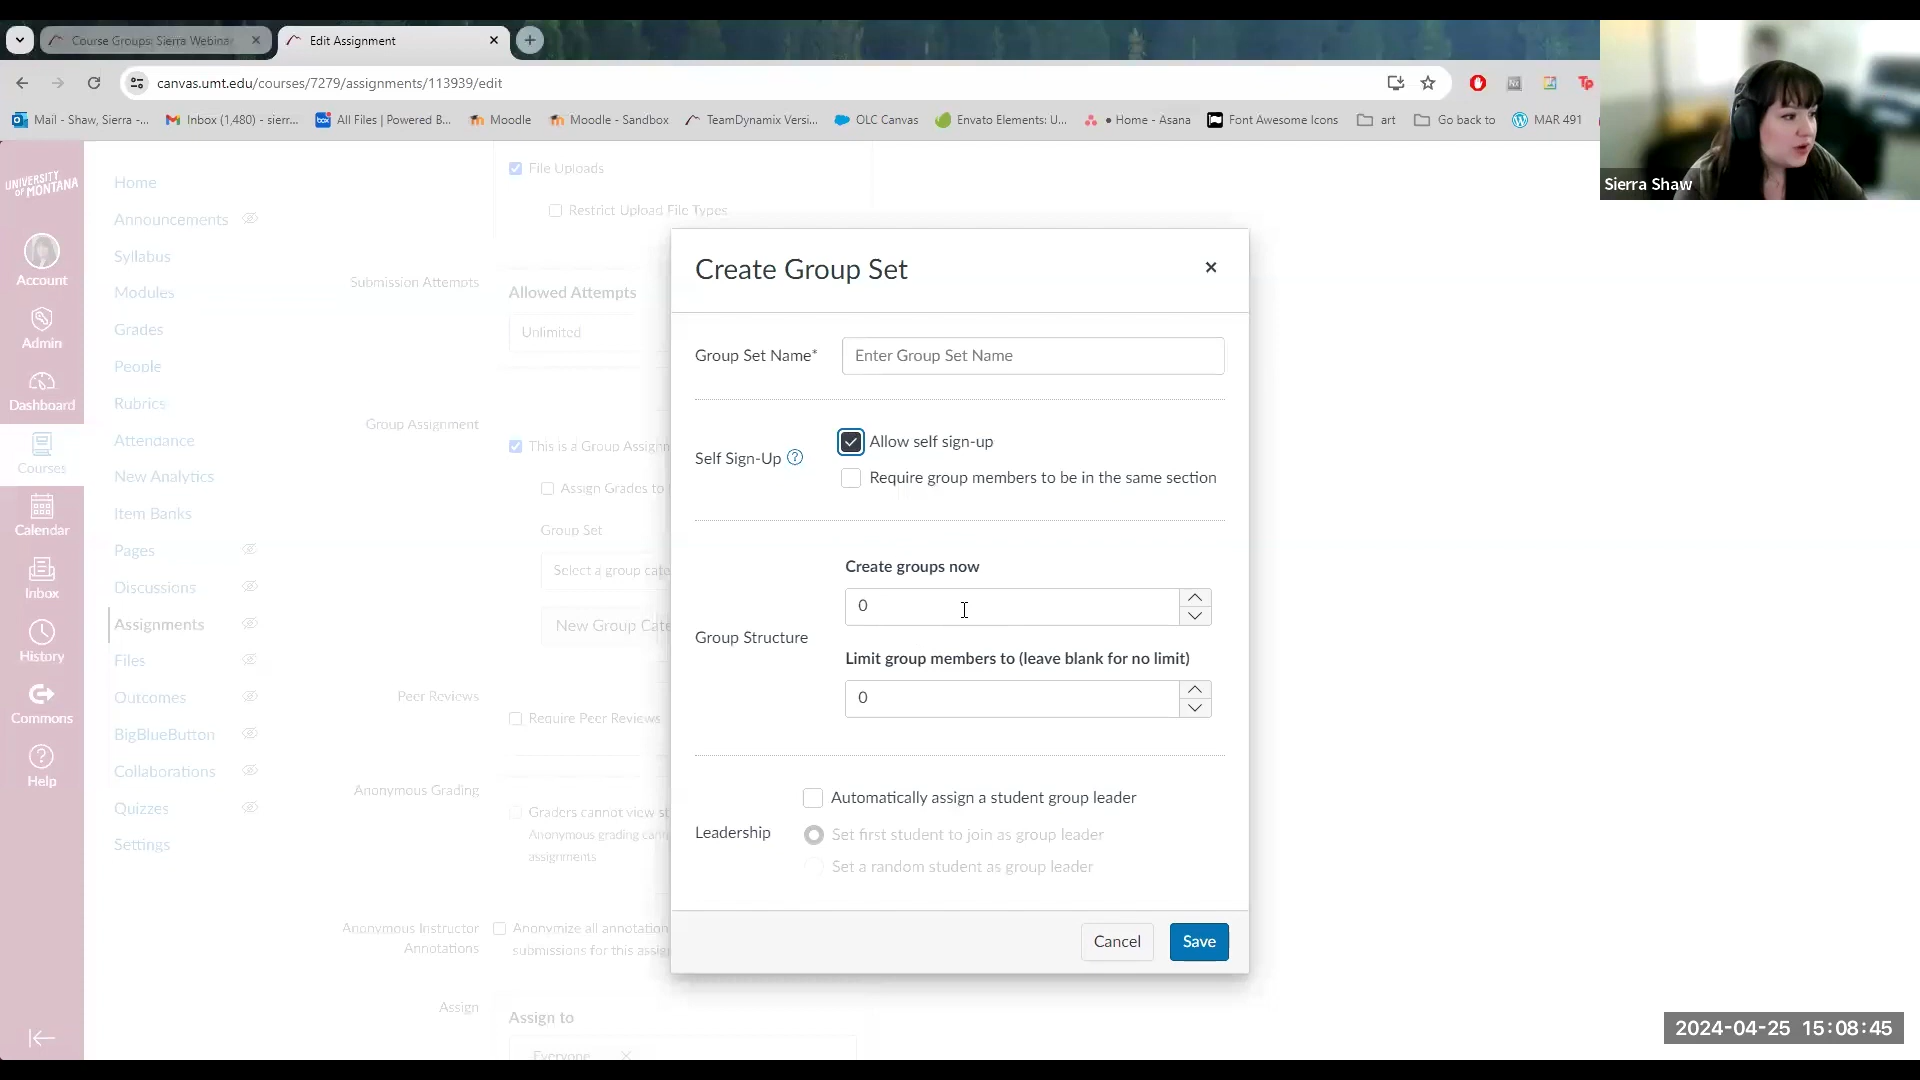 Course Groups: Sierra Webina
Edit Assignment
canvas.umt.edu/courses/7279/assignments/113939/edit
Mail - Shaw, Sierra -...
Inbox (1,480) - sierr...
All Files | Powered B...
Moodle
Moodle - Sandbox
TeamDynamix Versi...
OLC Canvas
Envato Elements: U...
• Home - Asana
Font Awesome Icons
art
Go back to
MAR 491
Sierra Shaw
UNIVERSITY
OF MONTANA
Account
Admin
Dashboard
Courses
Calendar
Inbox
History
Commons
Help
Home
Announcements
Syllabus
Modules
Grades
People
Rubrics
Attendance
New Analytics
Item Banks
Pages
Discussions
Assignments
Files
Outcomes
BigBlueButton
Collaborations
Quizzes
Settings
File Uploads
Restrict Upload File Types
Submission Attempts
Allowed Attempts
Unlimited
Group Assignment
This is a Group Assignm
Assign Grades to
Group Set
Select a group cate
New Group Cate
Peer Reviews
Require Peer Reviews
Anonymous Grading
Graders cannot view st
Anonymous grading cann
assignments
Anonymous Instructor
Annotations
Anonymize all annotation
submissions for this assig
Assign
Assign to
Everyone
Create Group Set
Group Set Name*
Enter Group Set Name
Self Sign-Up
Allow self sign-up
Require group members to be in the same section
Group Structure
Create groups now
0
Limit group members to (leave blank for no limit)
0
Leadership
Automatically assign a student group leader
Set first student to join as group leader
Set a random student as group leader
Cancel
Save
2024-04-25 15:08:45